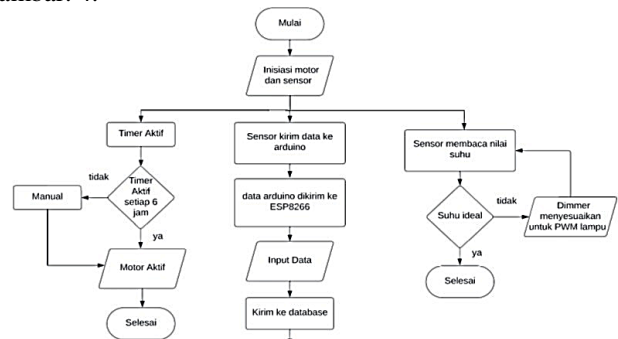 Mulai
Inisiasi motor
dan sensor
Timer Aktif
Timer
Aktif
setiap 6
jam
tidak
Manual
ya
Motor Aktif
Selesai
Sensor kirim data ke
arduino
data arduino dikirim ke
ESP8266
Input Data
Kirim ke database
Sensor membaca nilai
suhu
Suhu ideal
tidak
Dimmer
menyesuaikan
untuk PWM lampu
ya
Selesai